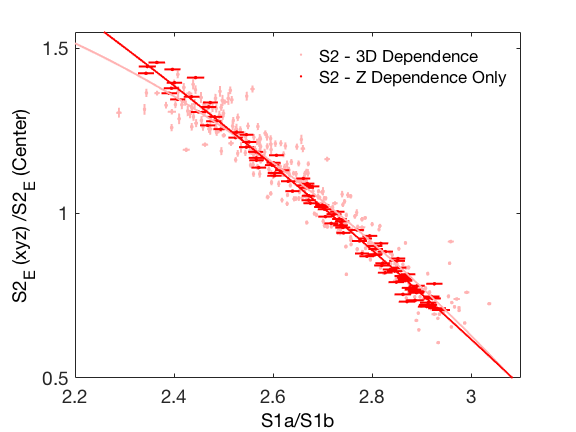 S2 - 3D Dependence
S2 - Z Dependence Only
1.5
1
0.5
2.2 2.4 2.6 2.8 3
S1a/S1b
S2E (xyz) /S2E (Center)